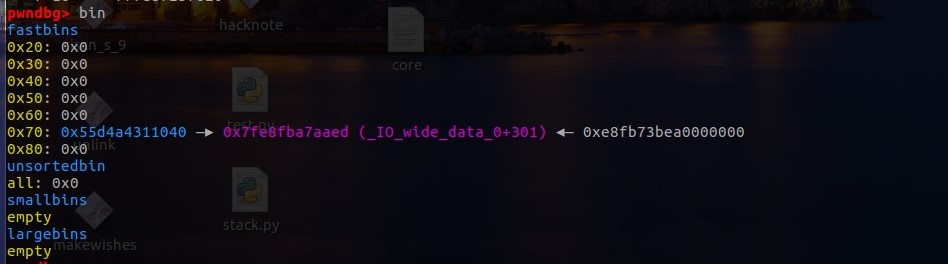 pwndbg> bin
hacknote
fastbins
0x20: 0x0
0x30: 0x0
core
0x40: 0x0
0x50: 0x0
0x60: 0x0
test.py
0x70: 0x55d4a4311040 —▸ 0x7fe8fba7aaed (_IO_wide_data_0+301) ◂— 0xe8fb73bea0000000
0x80: 0x0
unlink
unsortedbin
all: 0x0
smallbins
empty
stack.py
largebins
makewishes
empty